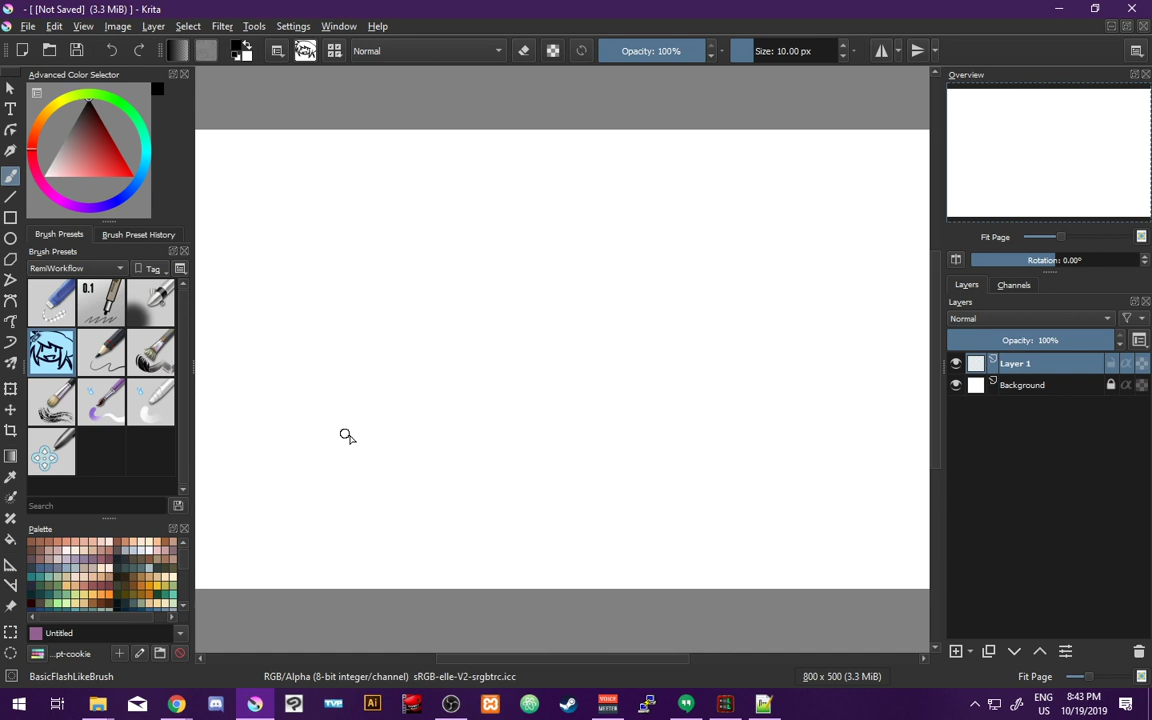 - [ [Not Saved]  (3.3 MiB) ] - Krita
File Edit View Image Layer Select Filter Tools Settings Window Help
Normal Opacity: 100% Size: 10.00 px
Advanced Color Selector
Overview
Fit Page
Rotation: 0.00°
Brush Presets Brush Preset History
Brush Presets
RemiWorkflow Tag
0.1
Search
Palette
Untitled
...pt-cookie
Layers Channels
Layers
Normal
Opacity: 100%
Layer 1
Background
BasicFlashLikeBrush RGB/Alpha (8-bit integer/channel)  sRGB-elle-V2-srgbtrc.icc 800 x 500 (3.3 MiB) Fit Page
TVP Ai VOICE MEETER ENG US 8:43 PM 10/19/2019